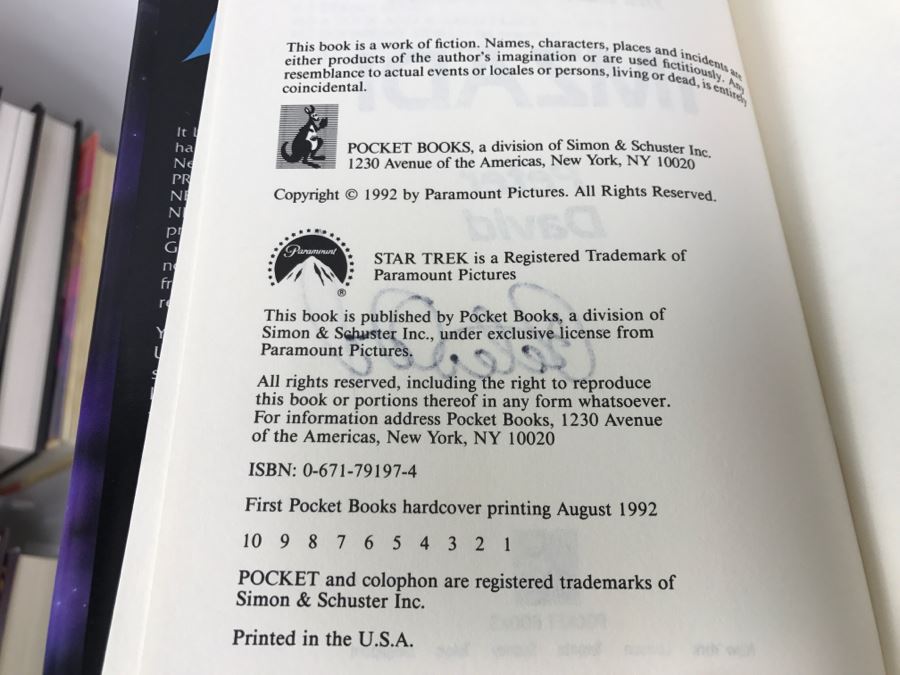 This book is a work of fiction. Names, characters, places and incidents are
either products of the author's imagination or are used fictitiously. Any
resemblance to actual events or locales or persons, living or dead, is entirely
coincidental.
POCKET BOOKS, a division of Simon & Schuster Inc.
1230 Avenue of the Americas, New York, NY 10020
Copyright © 1992 by Paramount Pictures. All Rights Reserved.
Paramount
®
STAR TREK is a Registered Trademark of
Paramount Pictures
This book is published by Pocket Books, a division of
Simon & Schuster Inc., under exclusive license from
Paramount Pictures.
All rights reserved, including the right to reproduce
this book or portions thereof in any form whatsoever.
For information address Pocket Books, 1230 Avenue
of the Americas, New York, NY 10020
ISBN: 0-671-79197-4
First Pocket Books hardcover printing August 1992
10 9 8 7 6 5 4 3 2 1
POCKET and colophon are registered trademarks of
Simon & Schuster Inc.
Printed in the U.S.A.
IMZADI
Peter
David
POCKET BOOKS
It